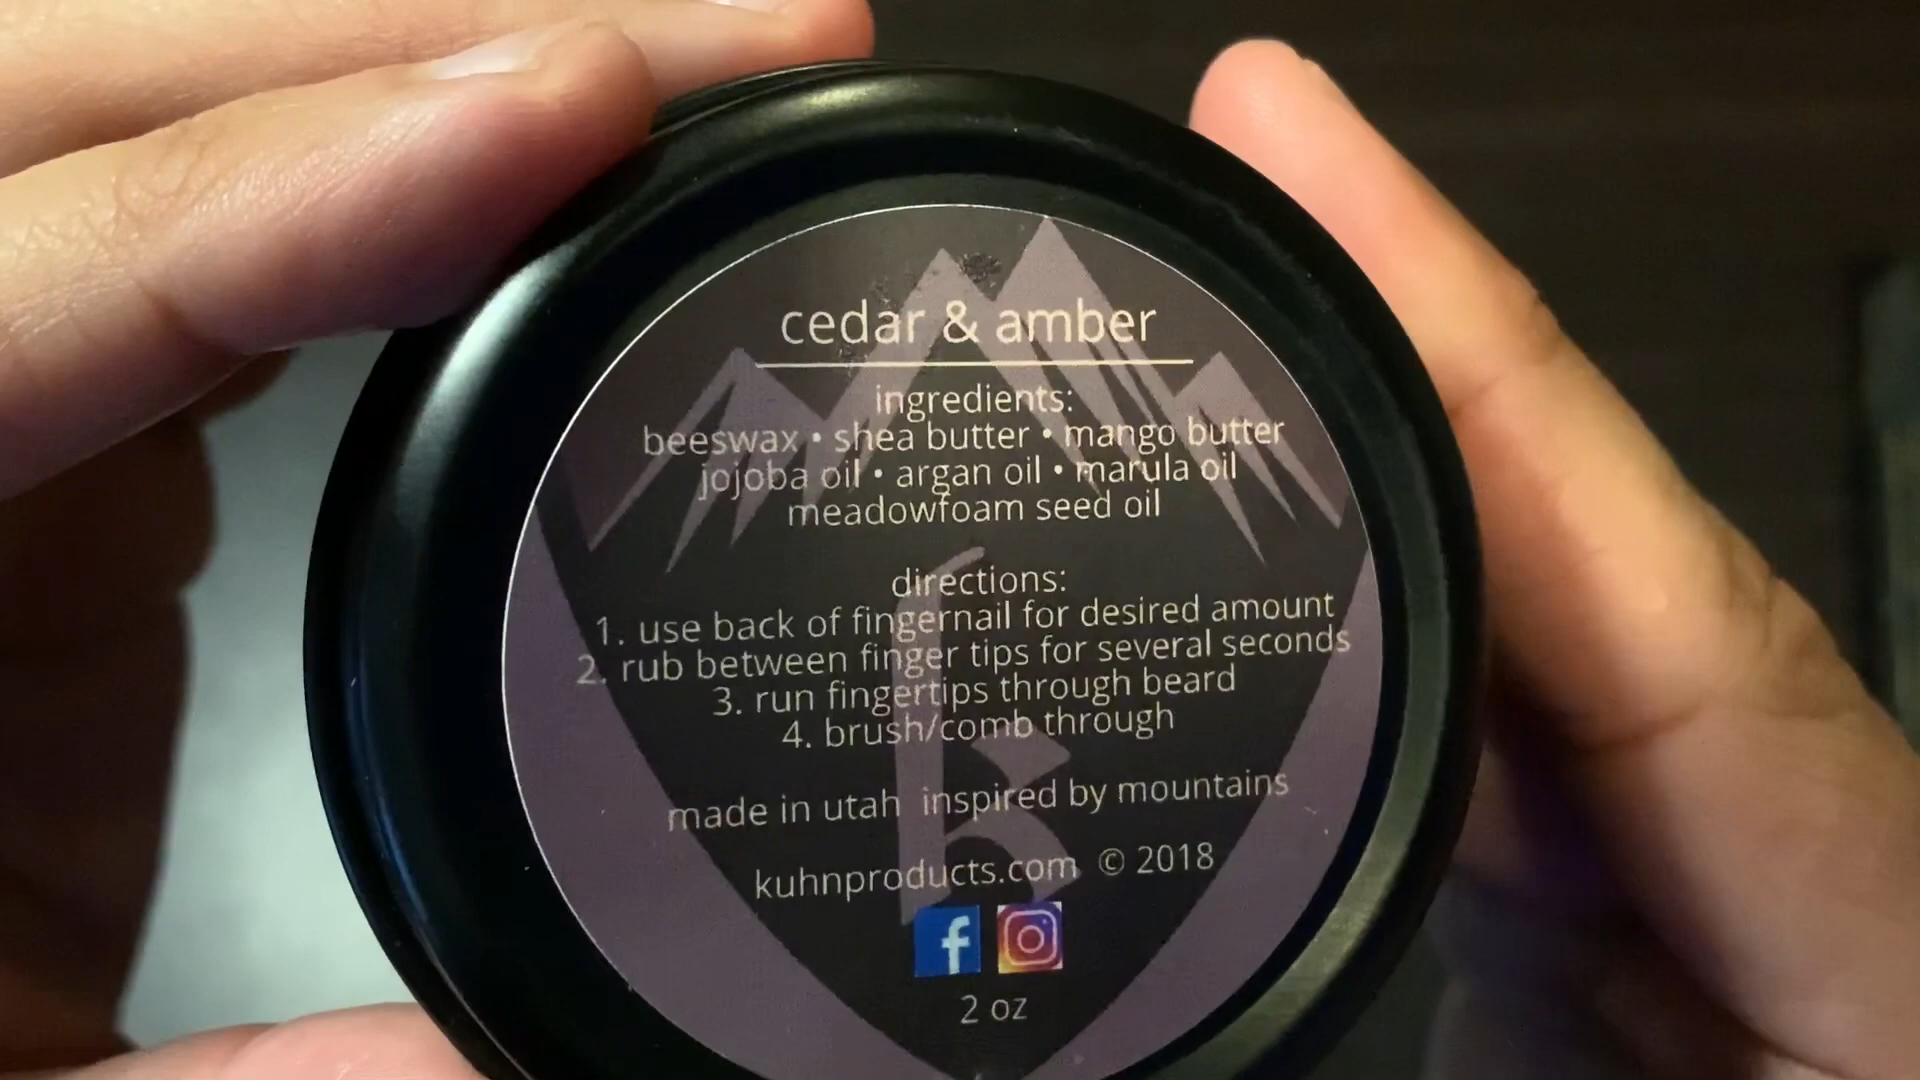 cedar & amber
ingredients:
beeswax • shea butter • mango butter
jojoba oil • argan oil • marula oil
meadowfoam seed oil
directions:
1. use back of fingernail for desired amount
2. rub between finger tips for several seconds
3. run fingertips through beard
4. brush/comb through
made in utah inspired by mountains
kuhnproducts.com © 2018
2 oz